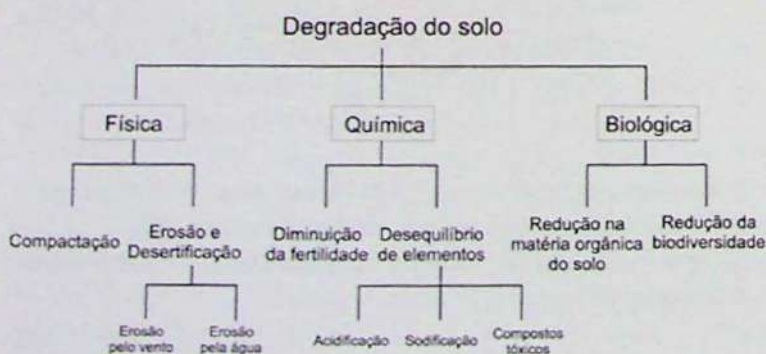 Degradação do solo
Física
Química
Biológica
Compactação
Erosão e
Desertificação
Diminuição
da fertilidade
Desequilíbrio
de elementos
Redução na
matéria orgânica
do solo
Redução da
biodiversidade
Erosão
pelo vento
Erosão
pela água
Acidificação
Sodificação
Compostos
tóxicos